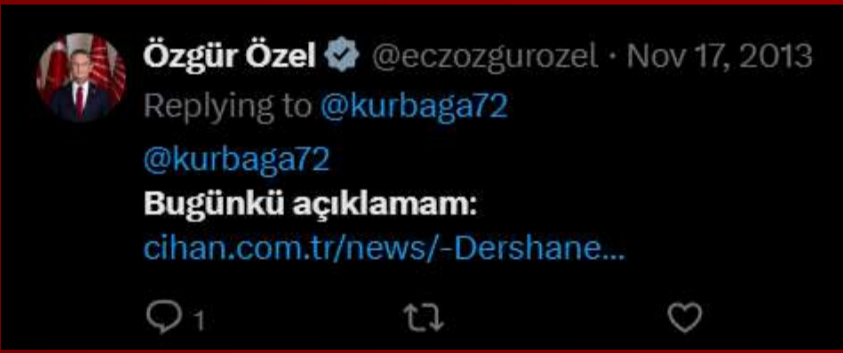 Özgür Özel @eczozgurozel · Nov 17, 2013
Replying to @kurbaga72
@kurbaga72
Bugünkü açıklamam:
cihan.com.tr/news/-Dershane...
1